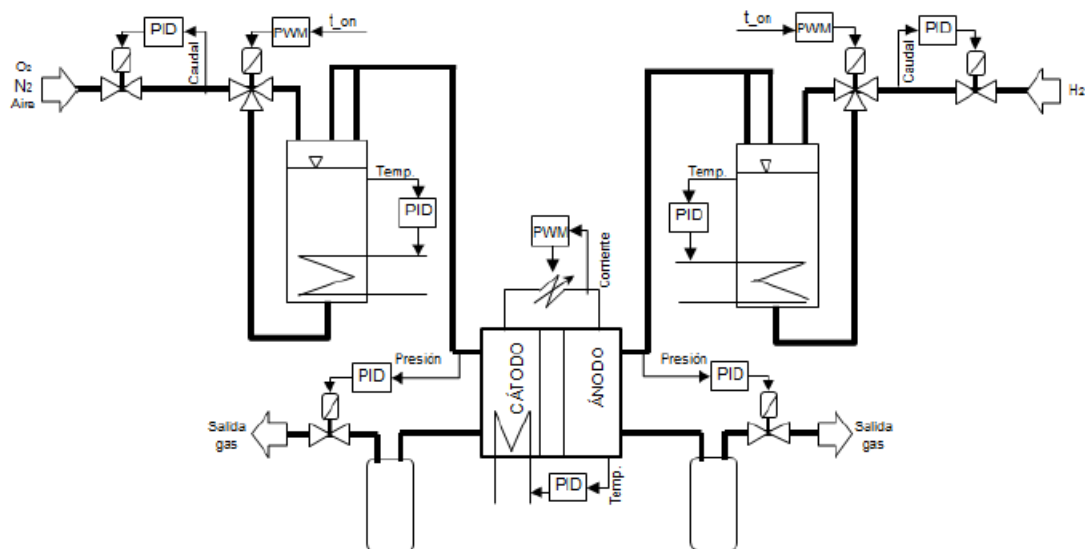 t_on
PID
PWM
Caudal
O₂
N₂
Aire
t_on
PWM
PID
Caudal
H₂
Temp.
PID
Temp.
PID
PWM
Corriente
Presión
PID
CÁTODO
ÁNODO
Presión
PID
Salida
gas
Salida
gas
PID
Temp.